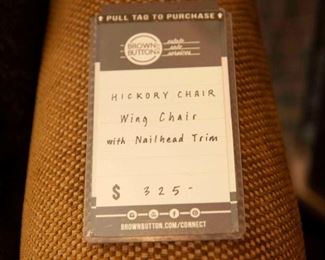 PULL TAG TO PURCHASE
BROWN BUTTON
estate sale services
HICKORY CHAIR
Wing Chair
with Nailhead Trim
$ 325-
BROWNBUTTON.COM/CONNECT